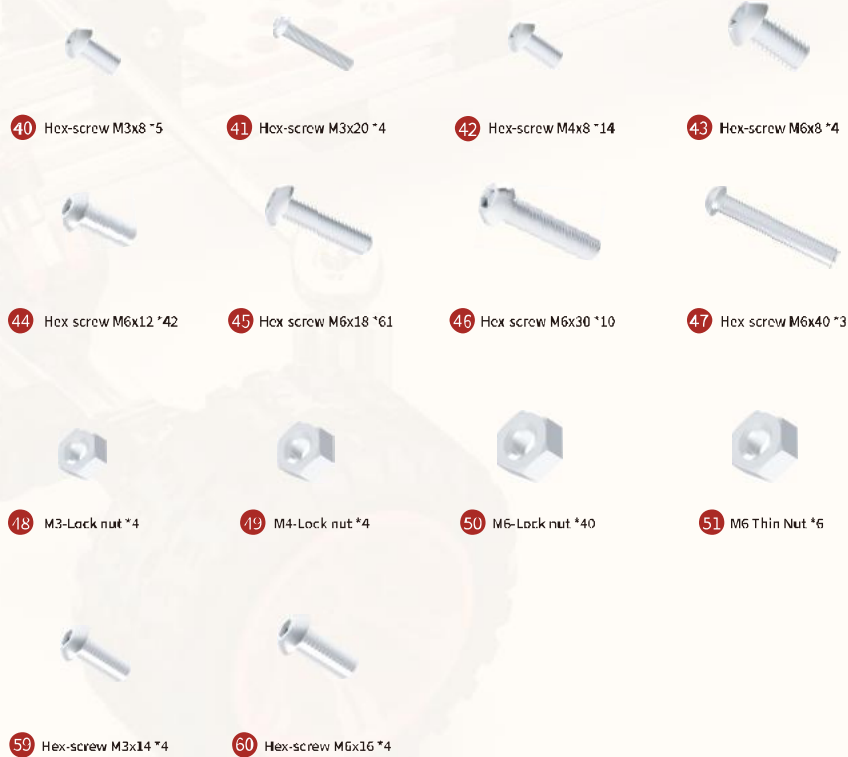 40 Hex-screw M3x8 *5
41 Hex-screw M3x20 *4
42 Hex-screw M4x8 *14
43 Hex-screw M6x8 *4
44 Hex screw M6x12 *42
45 Hex screw M6x18 *61
46 Hex screw M6x30 *10
47 Hex screw M6x40 *3
48 M3-Lock nut *4
49 M4-Lock nut *4
50 M6-Lock nut *40
51 M6 Thin Nut *6
59 Hex-screw M3x14 *4
60 Hex-screw M6x16 *4